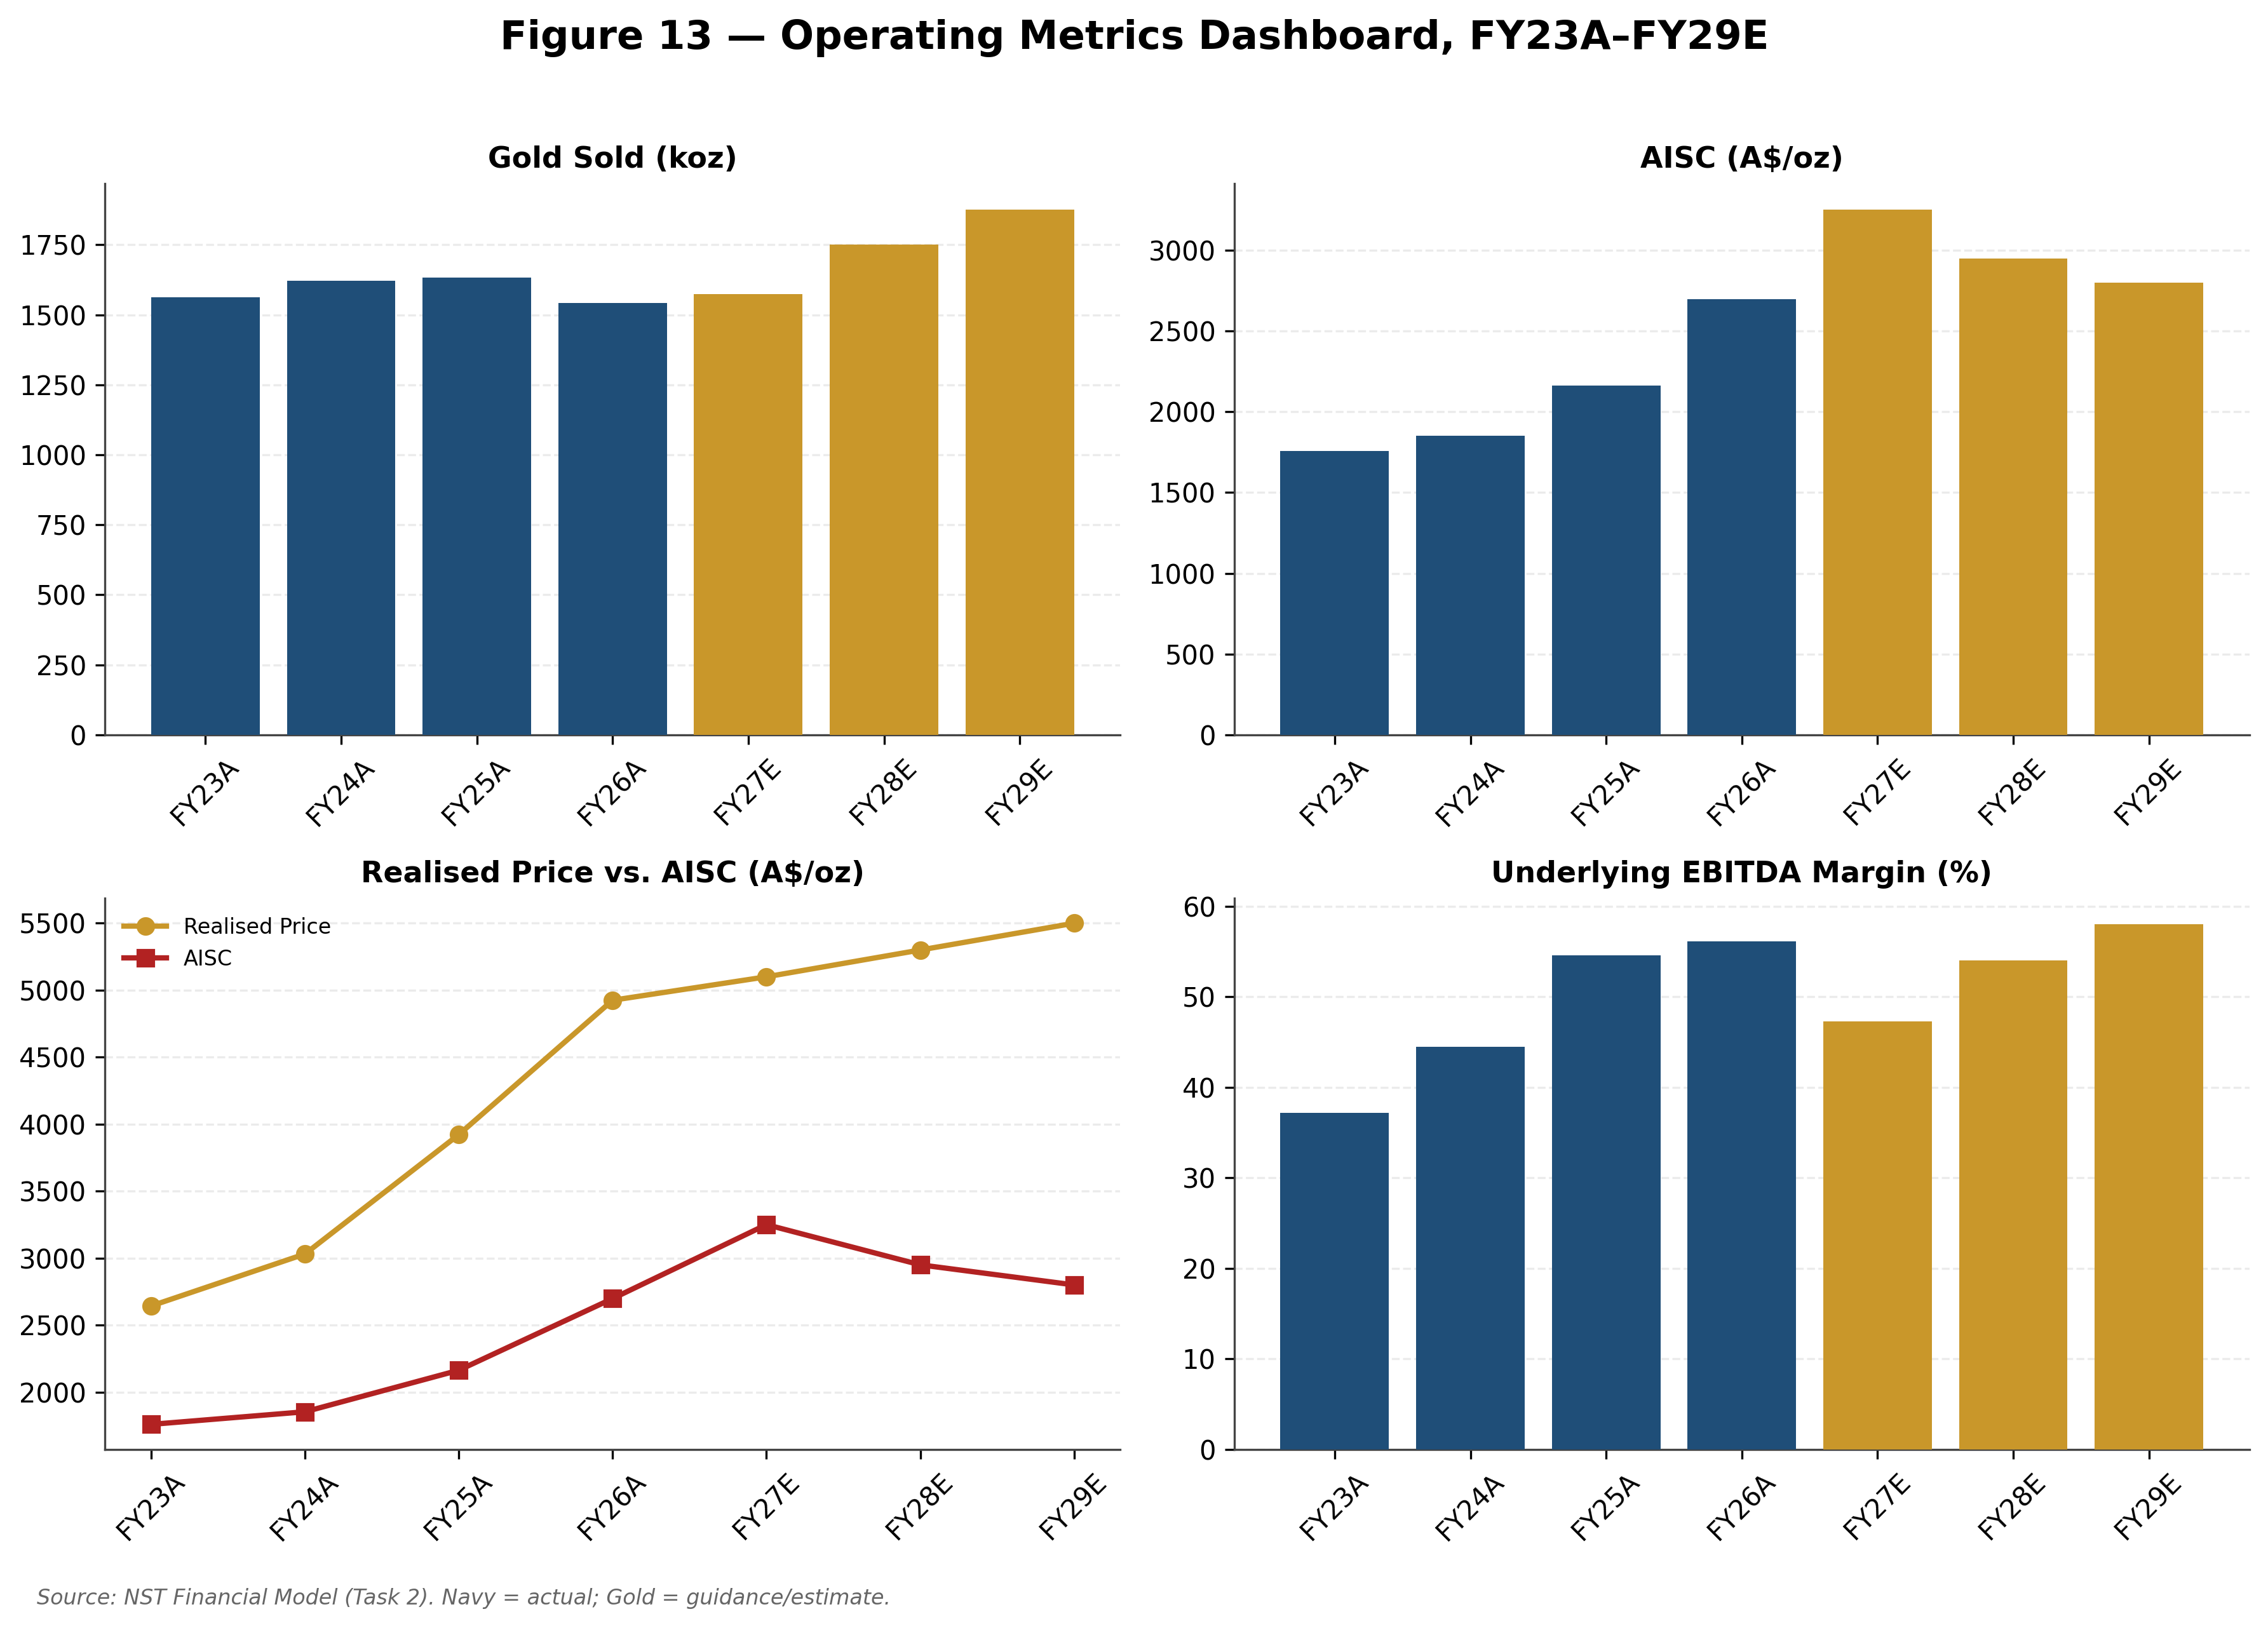 Figure 13 — Operating Metrics Dashboard, FY23A–FY29E
Gold Sold (koz)
1750
1500
1250
1000
750
500
250
0
FY23A
FY24A
FY25A
FY26A
FY27E
FY28E
FY29E
AISC (A$/oz)
3000
2500
2000
1500
1000
500
0
FY23A
FY24A
FY25A
FY26A
FY27E
FY28E
FY29E
Realised Price vs. AISC (A$/oz)
Realised Price
AISC
5500
5000
4500
4000
3500
3000
2500
2000
FY23A
FY24A
FY25A
FY26A
FY27E
FY28E
FY29E
Underlying EBITDA Margin (%)
60
50
40
30
20
10
0
FY23A
FY24A
FY25A
FY26A
FY27E
FY28E
FY29E
Source: NST Financial Model (Task 2). Navy = actual; Gold = guidance/estimate.